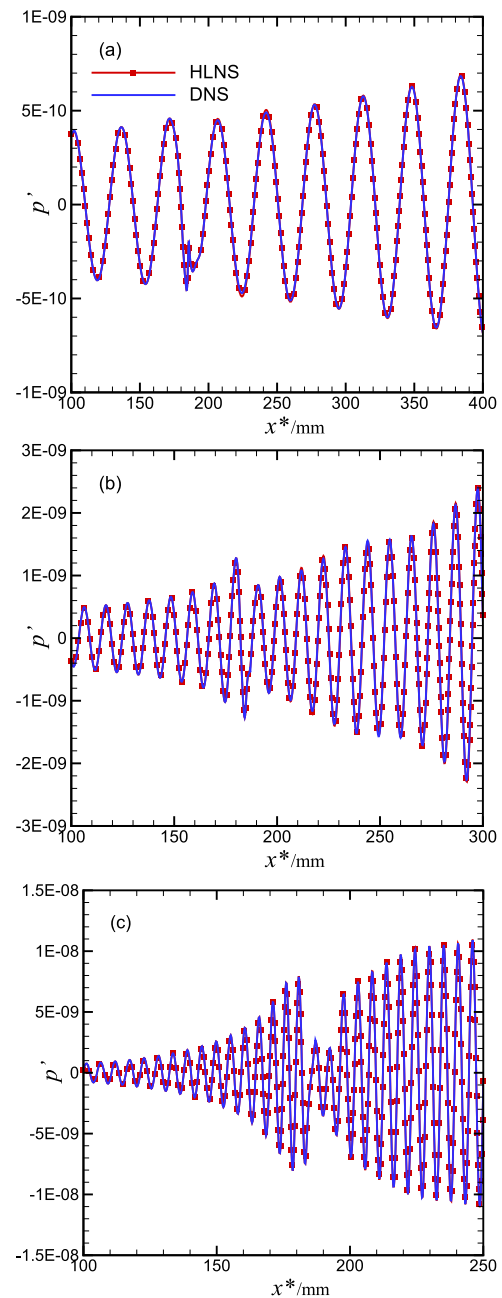 1E-09
(a)
HLNS
DNS
5E-10
p'
0
-5E-10
-1E-09
100 150 200 250 300 350 400
x*/mm
3E-09
(b)
2E-09
1E-09
p'
0
-1E-09
-2E-09
-3E-09
100 150 200 250 300
x*/mm
1.5E-08
(c)
1E-08
5E-09
p'
0
-5E-09
-1E-08
-1.5E-08
100 150 200 250
x*/mm